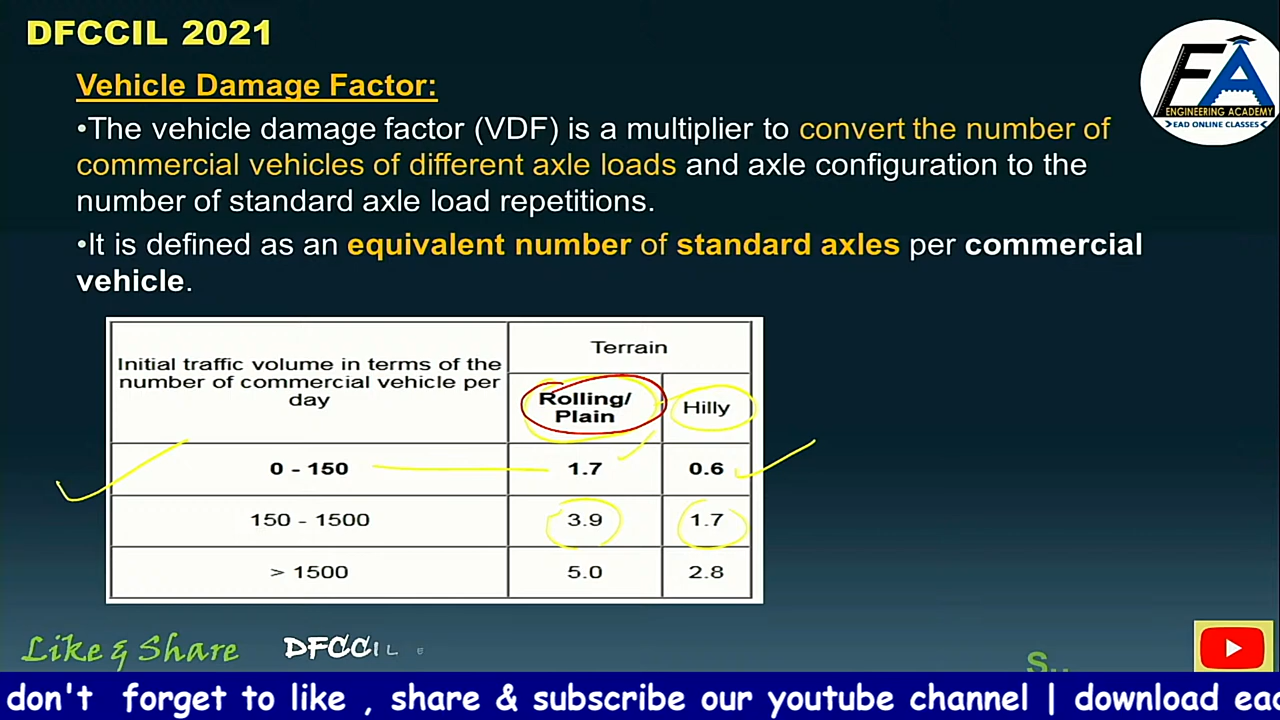 DFCCIL 2021
Vehicle Damage Factor:
•The vehicle damage factor (VDF) is a multiplier to convert the number of
commercial vehicles of different axle loads and axle configuration to the
number of standard axle load repetitions.
•It is defined as an equivalent number of standard axles per commercial
vehicle.
Initial traffic volume in terms of the
number of commercial vehicle per
day
Terrain
Rolling/
Plain
Hilly
0 - 150 1.7 0.6
150 - 1500 3.9 1.7
> 1500 5.0 2.8
EA
ENGINEERING ACADEMY
EAD ONLINE CLASSES
Like & Share DFCCIL
don't forget to like , share & subscribe our youtube channel | download